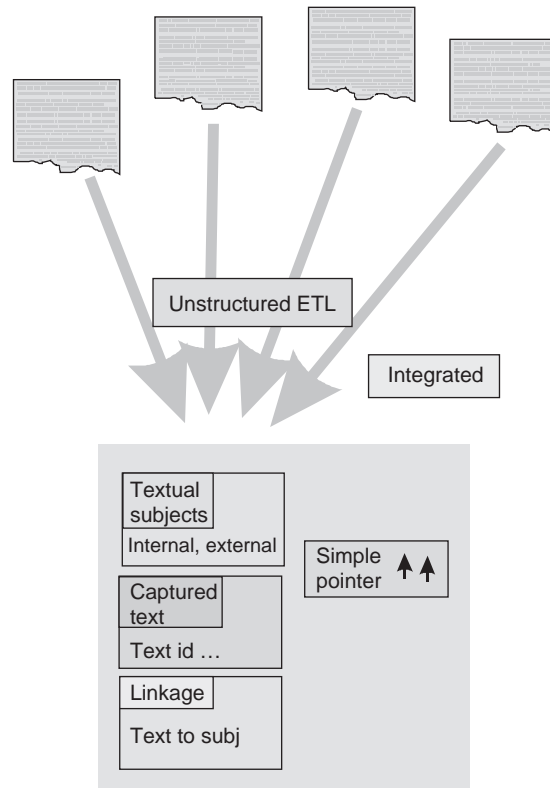 Unstructured ETL
Integrated
Textual
subjects
Internal, external
Simple
pointer
Captured
text
Text id …
Linkage
Text to subj